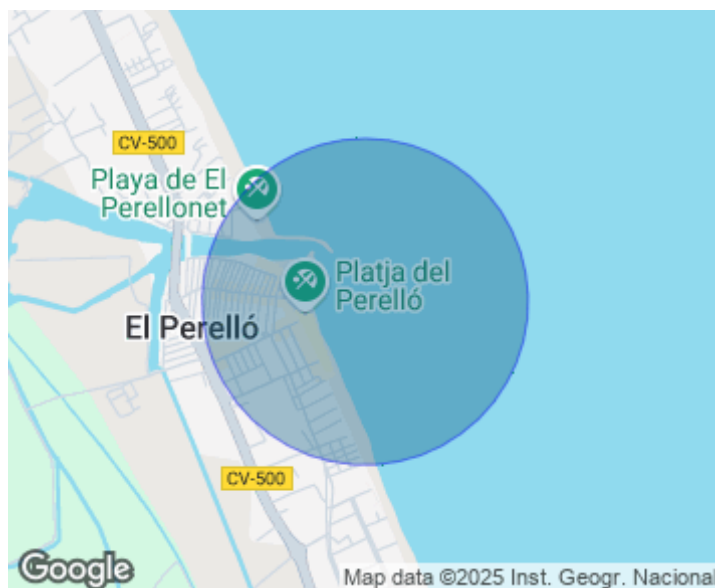 CV-500
Playa de El
Perellonet
Platja del
Perelló
El Perelló
CV-500
Google
Map data ©2025 Inst. Geogr. Nacional